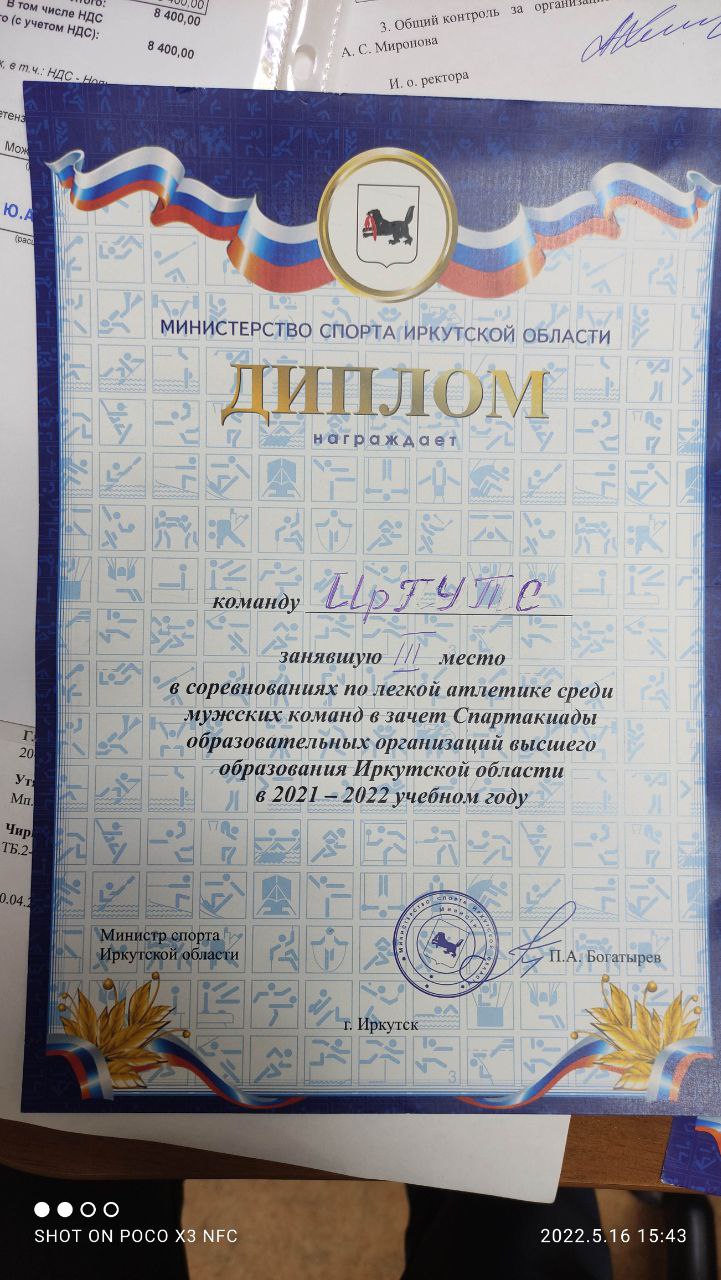 В том числе НДС
8 400,00
(с учетом НДС):
8 400,00
в т.ч.: НДС -
3. Общий контроль за
А. С. Миронова
И. о. ректора
МИНИСТЕРСТВО СПОРТА ИРКУТСКОЙ ОБЛАСТИ
ДИПЛОМ
награждает
команду ИрГУПС
занявшую III место
в соревнованиях по легкой атлетике среди
мужских команд в зачет Спартакиады
образовательных организаций высшего
образования Иркутской области
в 2021 – 2022 учебном году
Министр спорта
Иркутской области
П.А. Богатырев
г. Иркутск
3
SHOT ON POCO X3 NFC
2022.5.16 15:43